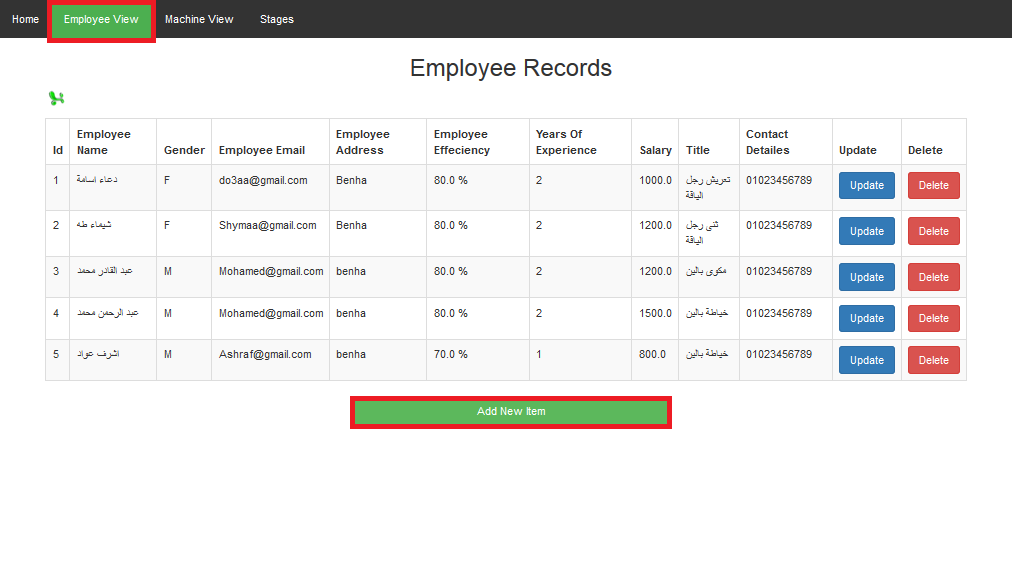 Home Employee View Machine View Stages
Employee Records
Id Employee Name Gender Employee Email Employee Address Employee Effeciency Years Of Experience Salary Title Contact Detailes Update Delete
1 دعاء اسامة F do3aa@gmail.com Benha 80.0 % 2 1000.0 تعريش رجل الياقة 01023456789 Update Delete
2 شيماء طه F Shymaa@gmail.com Benha 80.0 % 2 1200.0 ثنى رجل الياقة 01023456789 Update Delete
3 عبد القادر محمد M Mohamed@gmail.com benha 80.0 % 2 1200.0 مكوى بالين 01023456789 Update Delete
4 عبد الرحمن محمد M Mohamed@gmail.com benha 80.0 % 2 1500.0 خياطة بالين 01023456789 Update Delete
5 اشرف عواد M Ashraf@gmail.com benha 70.0 % 1 800.0 خياطة بالين 01023456789 Update Delete
Add New Item